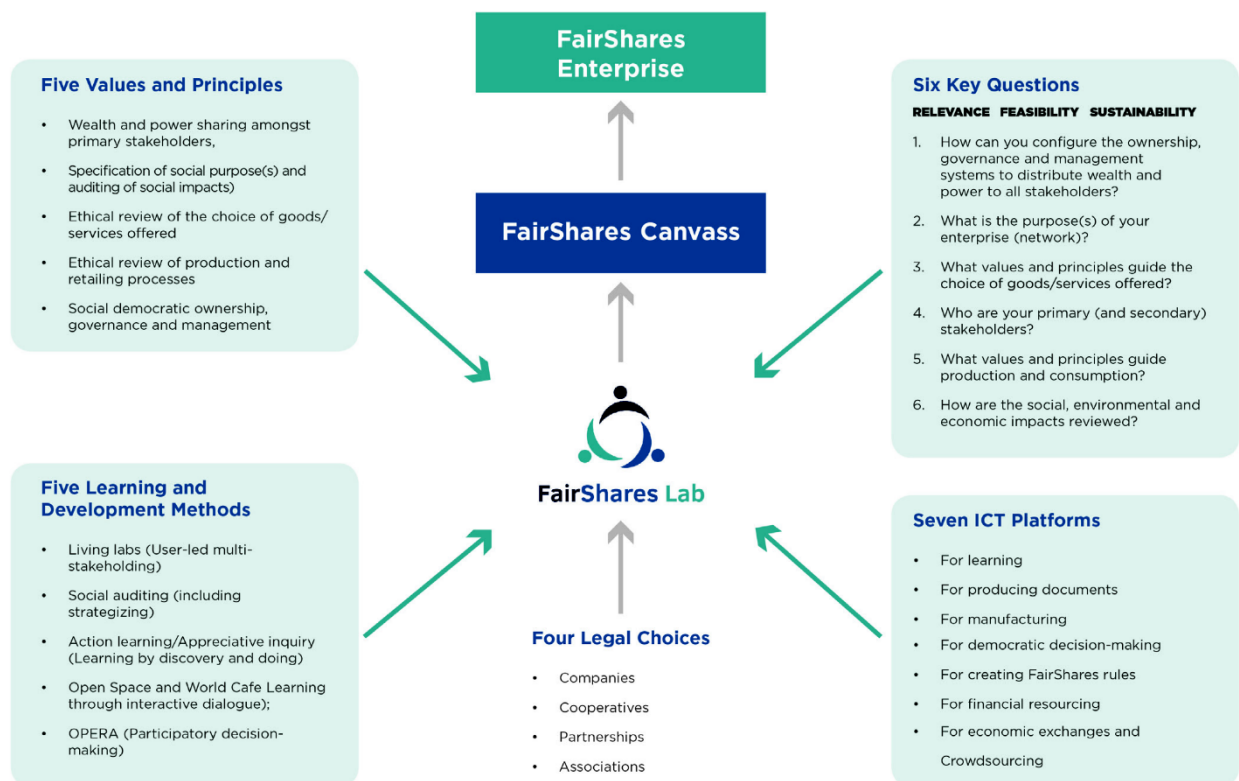 FairShares
Enterprise
Five Values and Principles
• Wealth and power sharing amongst
primary stakeholders,
• Specification of social purpose(s) and
auditing of social impacts)
• Ethical review of the choice of goods/
services offered
• Ethical review of production and
retailing processes
• Social democratic ownership,
governance and management
FairShares Canvass
Six Key Questions
RELEVANCE FEASIBILITY SUSTAINABILITY
1. How can you configure the ownership,
governance and management
systems to distribute wealth and
power to all stakeholders?
2. What is the purpose(s) of your
enterprise (network)?
3. What values and principles guide the
choice of goods/services offered?
4. Who are your primary (and secondary)
stakeholders?
5. What values and principles guide
production and consumption?
6. How are the social, environmental and
economic impacts reviewed?
FairShares Lab
Five Learning and
Development Methods
• Living labs (User-led multi-
stakeholding)
• Social auditing (including
strategizing)
• Action learning/Appreciative inquiry
(Learning by discovery and doing)
• Open Space and World Cafe Learning
through interactive dialogue);
• OPERA (Participatory decision-
making)
Four Legal Choices
• Companies
• Cooperatives
• Partnerships
• Associations
Seven ICT Platforms
• For learning
• For producing documents
• For manufacturing
• For democratic decision-making
• For creating FairShares rules
• For financial resourcing
• For economic exchanges and
Crowdsourcing